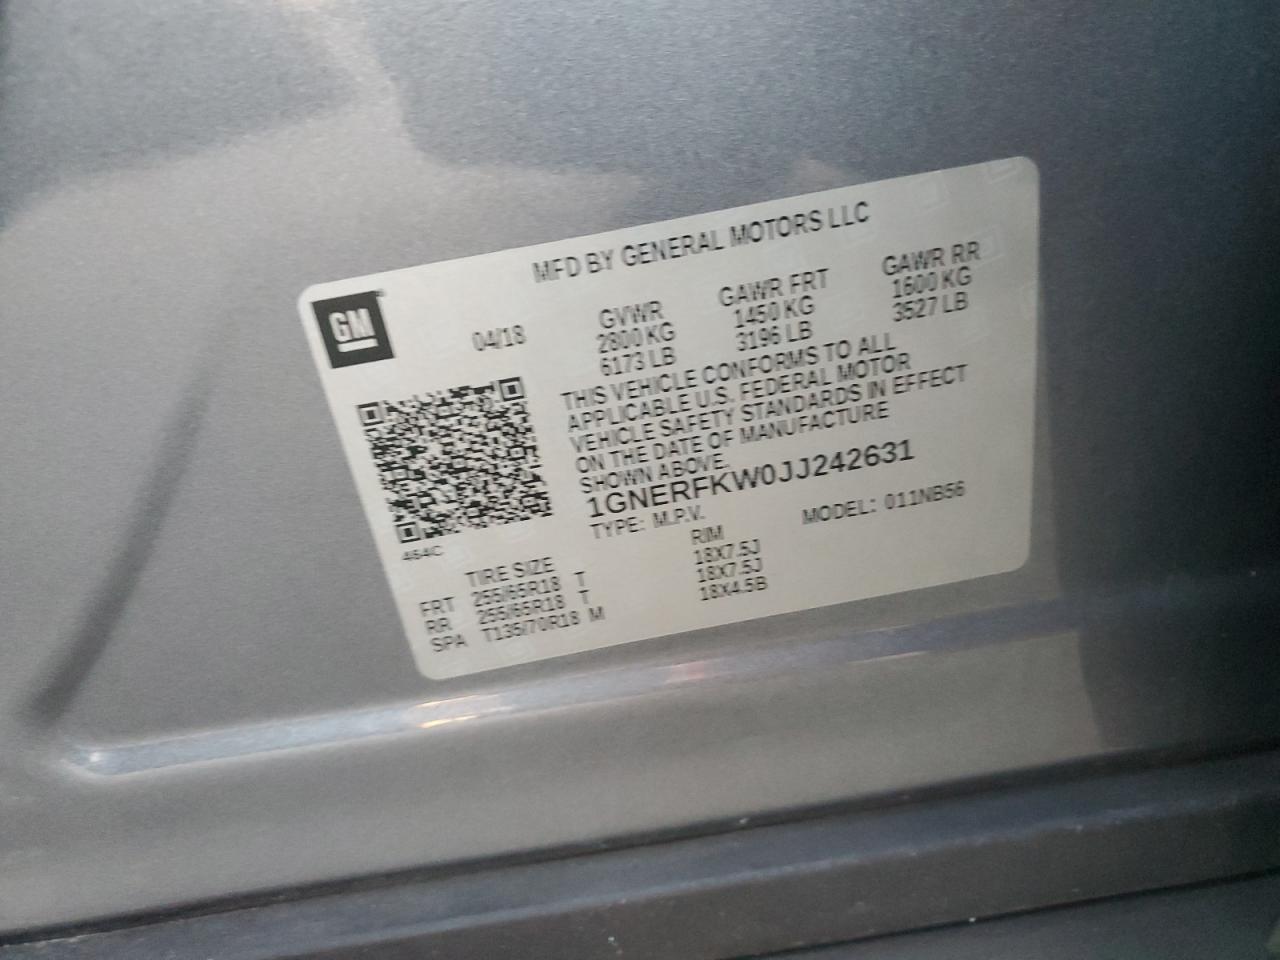 MFD BY GENERAL MOTORS LLC
GM
04/18
GVWR GAWR FRT GAWR RR
2800 KG 1450 KG 1600 KG
6173 LB 3196 LB 3527 LB
THIS VEHICLE CONFORMS TO ALL
APPLICABLE U.S. FEDERAL MOTOR
VEHICLE SAFETY STANDARDS IN EFFECT
ON THE DATE OF MANUFACTURE
SHOWN ABOVE.
1GNERFKW0JJ242631
TYPE: M.P.V. MODEL: 011NB56
464C
TIRE SIZE RIM
FRT 255/65R18 T 18X7.5J
RR 255/65R18 T 18X7.5J
SPA T135/70R18 M 18X4.5B